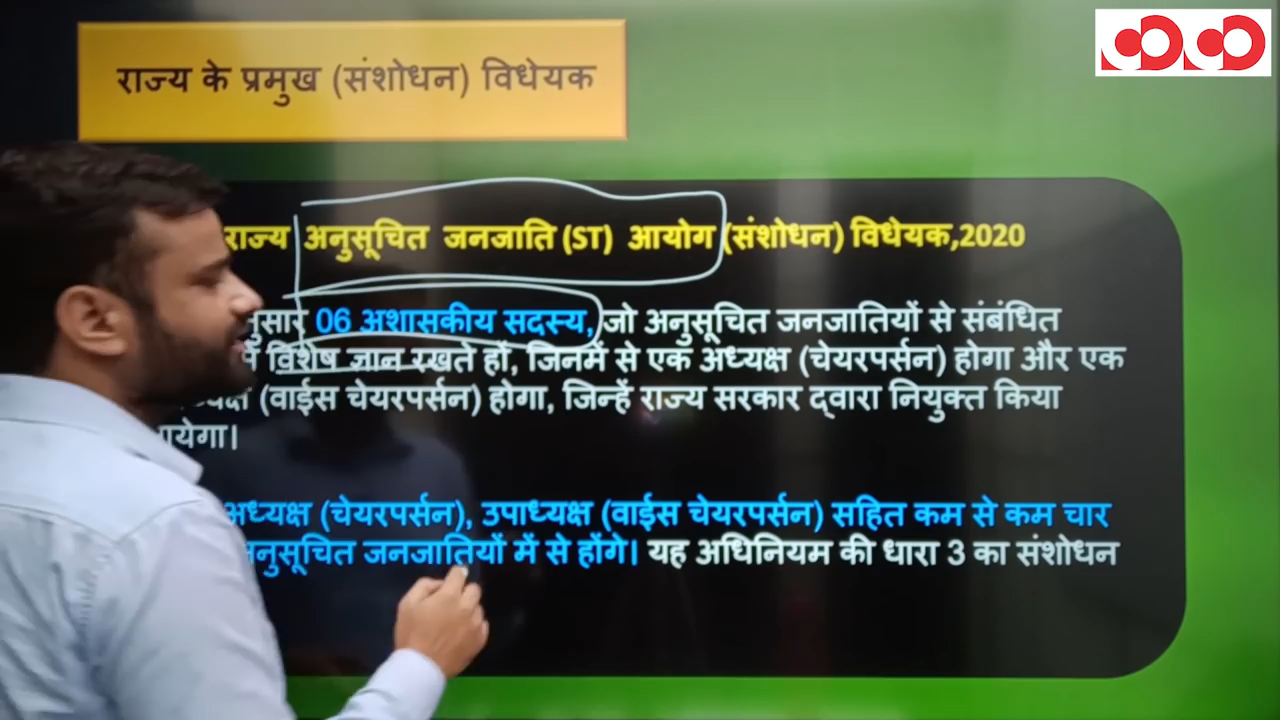 राज्य के प्रमुख (संशोधन) विधेयक
राज्य अनुसूचित जनजाति (ST) आयोग (संशोधन) विधेयक,2020
06 अशासकीय सदस्य, जो अनुसूचित जनजातियों से संबंधित
विशेष ज्ञान रखते हों, जिनमें से एक अध्यक्ष (चेयरपर्सन) होगा और एक
(वाईस चेयरपर्सन) होगा, जिन्हें राज्य सरकार द्वारा नियुक्त किया
अध्यक्ष (चेयरपर्सन), उपाध्यक्ष (वाईस चेयरपर्सन) सहित कम से कम चार
जनजातियों में से होंगे। यह अधिनियम की धारा 3 का संशोधन